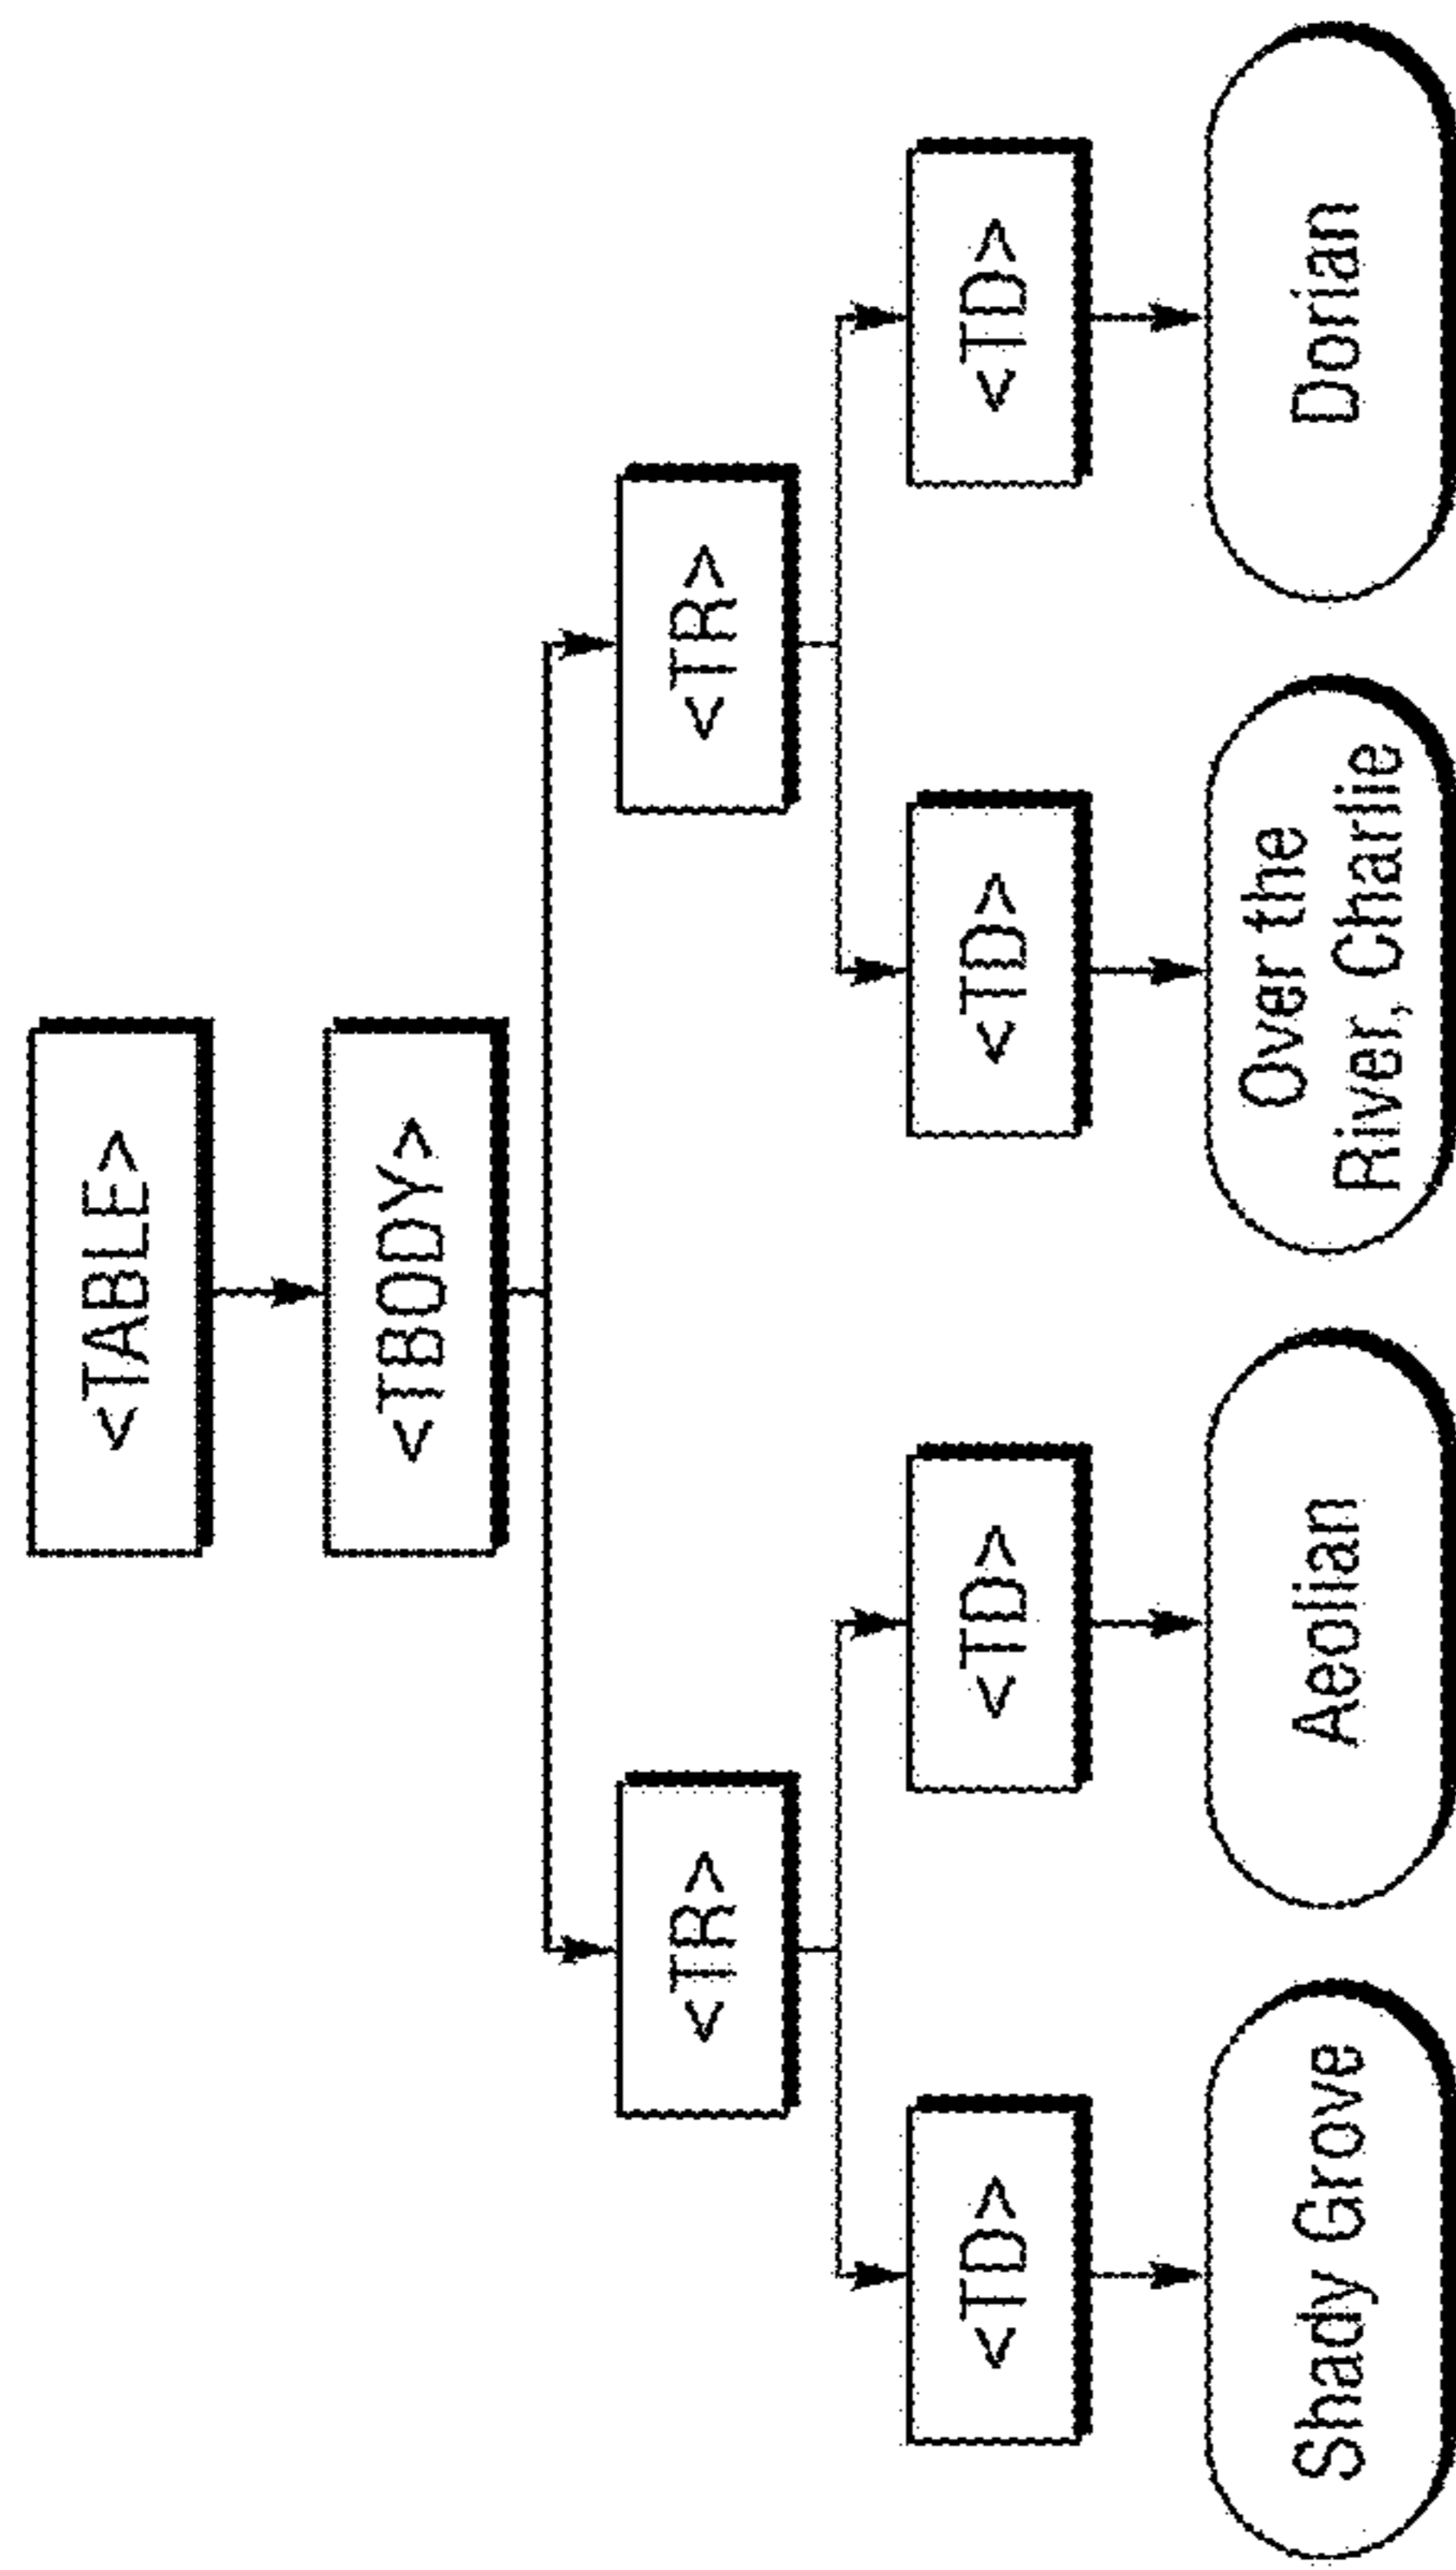 <TABLE>
<TBODY>
<TR>
<TR>
<TD>
<TD>
<TD>
<TD>
Shady Grove
Aeolian
Over the
River, Charlie
Dorian